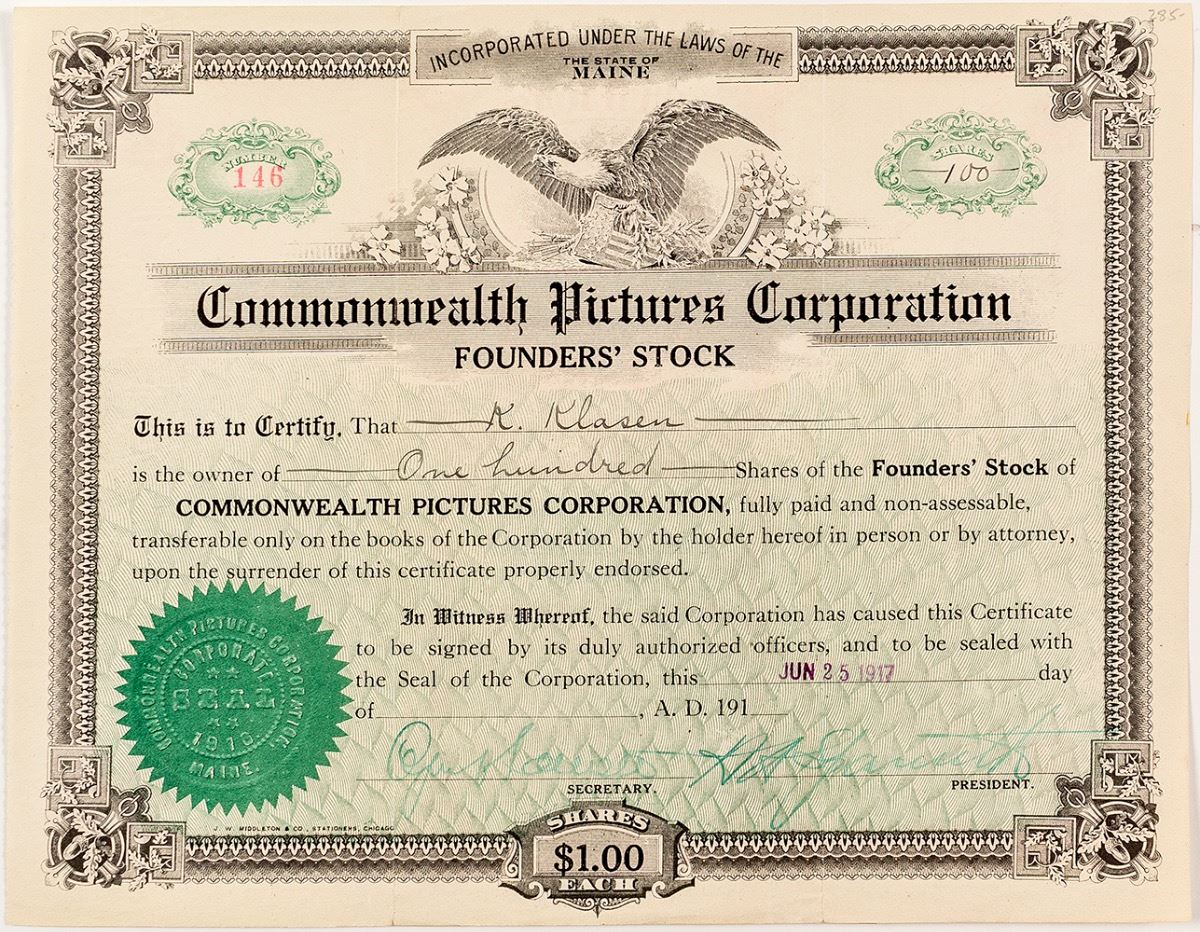 385-
INCORPORATED UNDER THE LAWS OF THE
THE STATE OF
MAINE
NUMBER
146
SHARES
100
Commonwealth Pictures Corporation
FOUNDERS' STOCK
This is to Certify, That K. Klasen
is the owner of One hundred Shares of the Founders' Stock of
COMMONWEALTH PICTURES CORPORATION, fully paid and non-assessable,
transferable only on the books of the Corporation by the holder hereof in person or by attorney,
upon the surrender of this certificate properly endorsed.
In Witness Whereof, the said Corporation has caused this Certificate
to be signed by its duly authorized officers, and to be sealed with
the Seal of the Corporation, this JUN 25 1917 day
of , A. D. 191
SECRETARY.
PRESIDENT.
COMMONWEALTH PICTURES CORPORATION,
CORPORATE
SEAL
MAINE.
J. W. MIDDLETON & CO., STATIONERS, CHICAGO
SHARES
$1.00
EACH